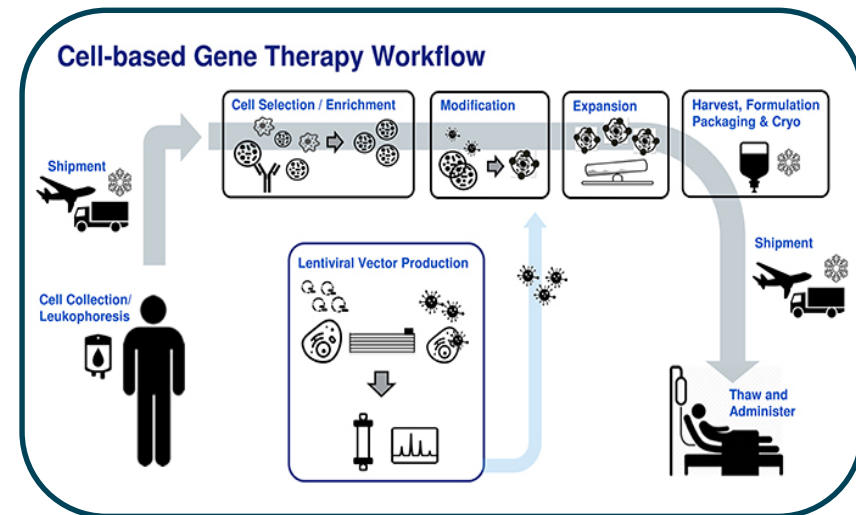 Cell-based Gene Therapy Workflow
Cell Selection / Enrichment
Modification
Expansion
Harvest, Formulation
Packaging & Cryo
Shipment
Lentiviral Vector Production
Shipment
Cell Collection/
Leukophoresis
Thaw and
Administer